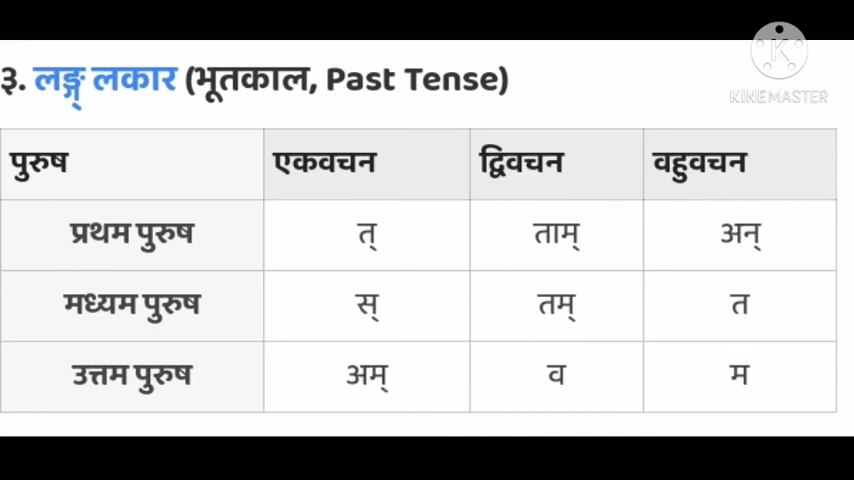 K
KINEMASTER
३. लङ्ग् लकार (भूतकाल, Past Tense)
पुरुष एकवचन द्विवचन वहुवचन
प्रथम पुरुष त् ताम् अन्
मध्यम पुरुष स् तम् त
उत्तम पुरुष अम् व म